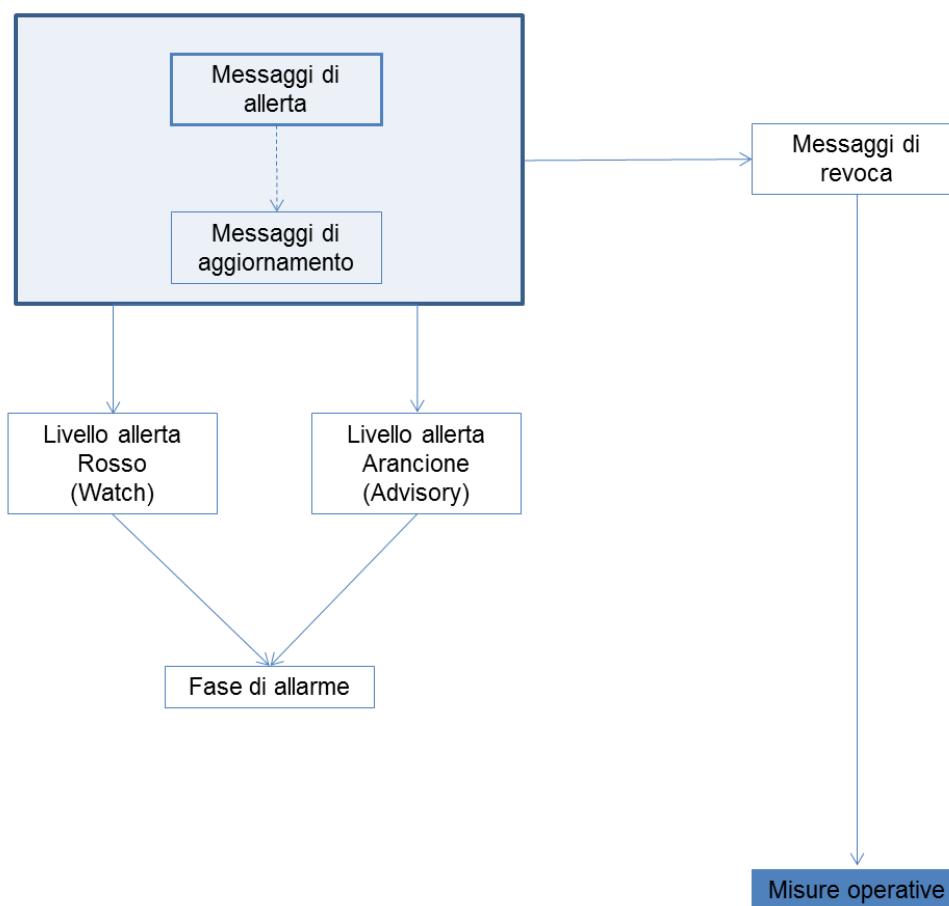 Messaggi di
allerta
Messaggi di
revoca
Messaggi di
aggiornamento
Livello allerta
Rosso
(Watch)
Livello allerta
Arancione
(Advisory)
Fase di allarme
Misure operative